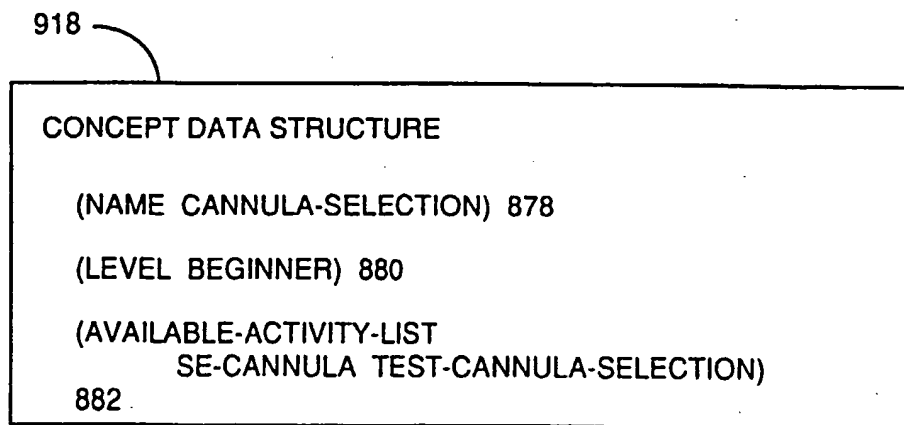 918
CONCEPT DATA STRUCTURE
(NAME CANNULA-SELECTION) 878
(LEVEL BEGINNER) 880
(AVAILABLE-ACTIVITY-LIST
SE-CANNULA TEST-CANNULA-SELECTION)
882